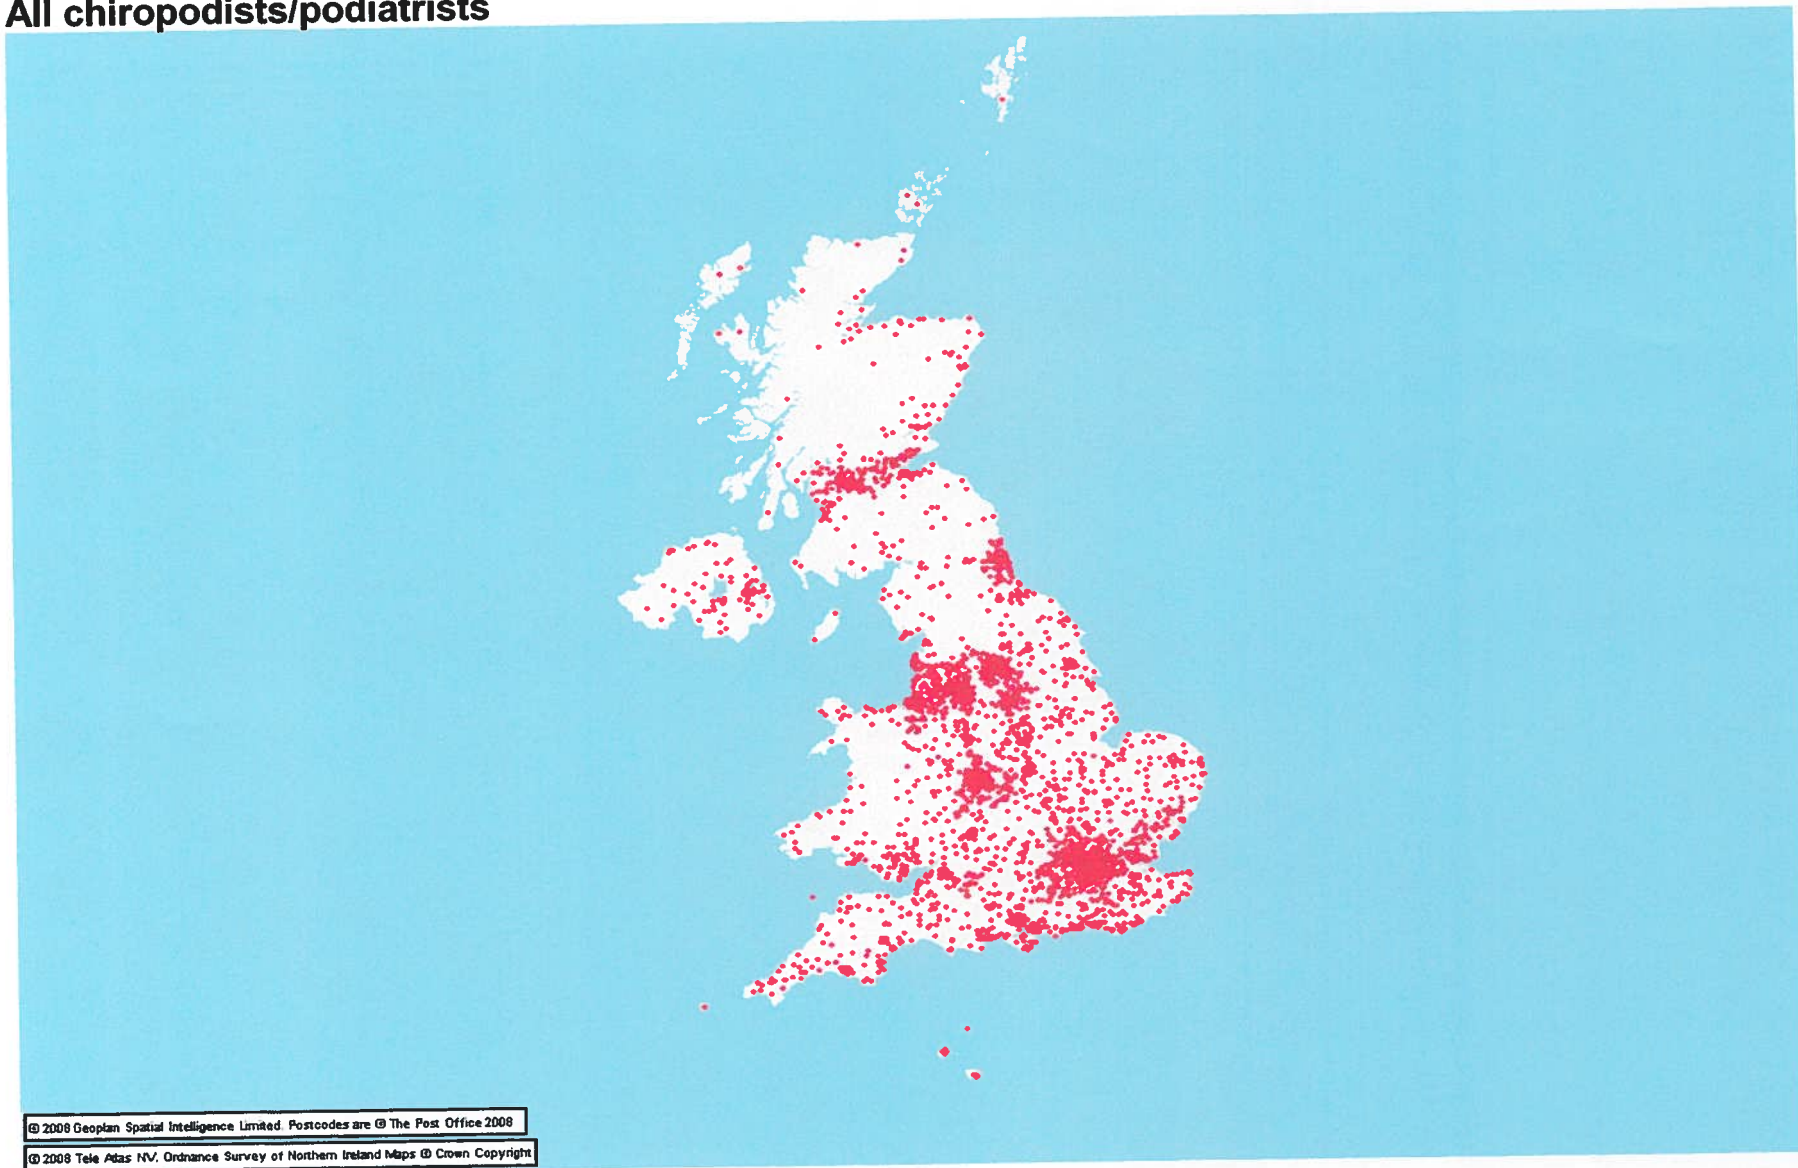 All chiropodists/podiatrists
© 2008 Geoplan Spatial Intelligence Limited. Postcodes are © The Post Office 2008
© 2008 Tele Atlas NV. Ordnance Survey of Northern Ireland Maps © Crown Copyright